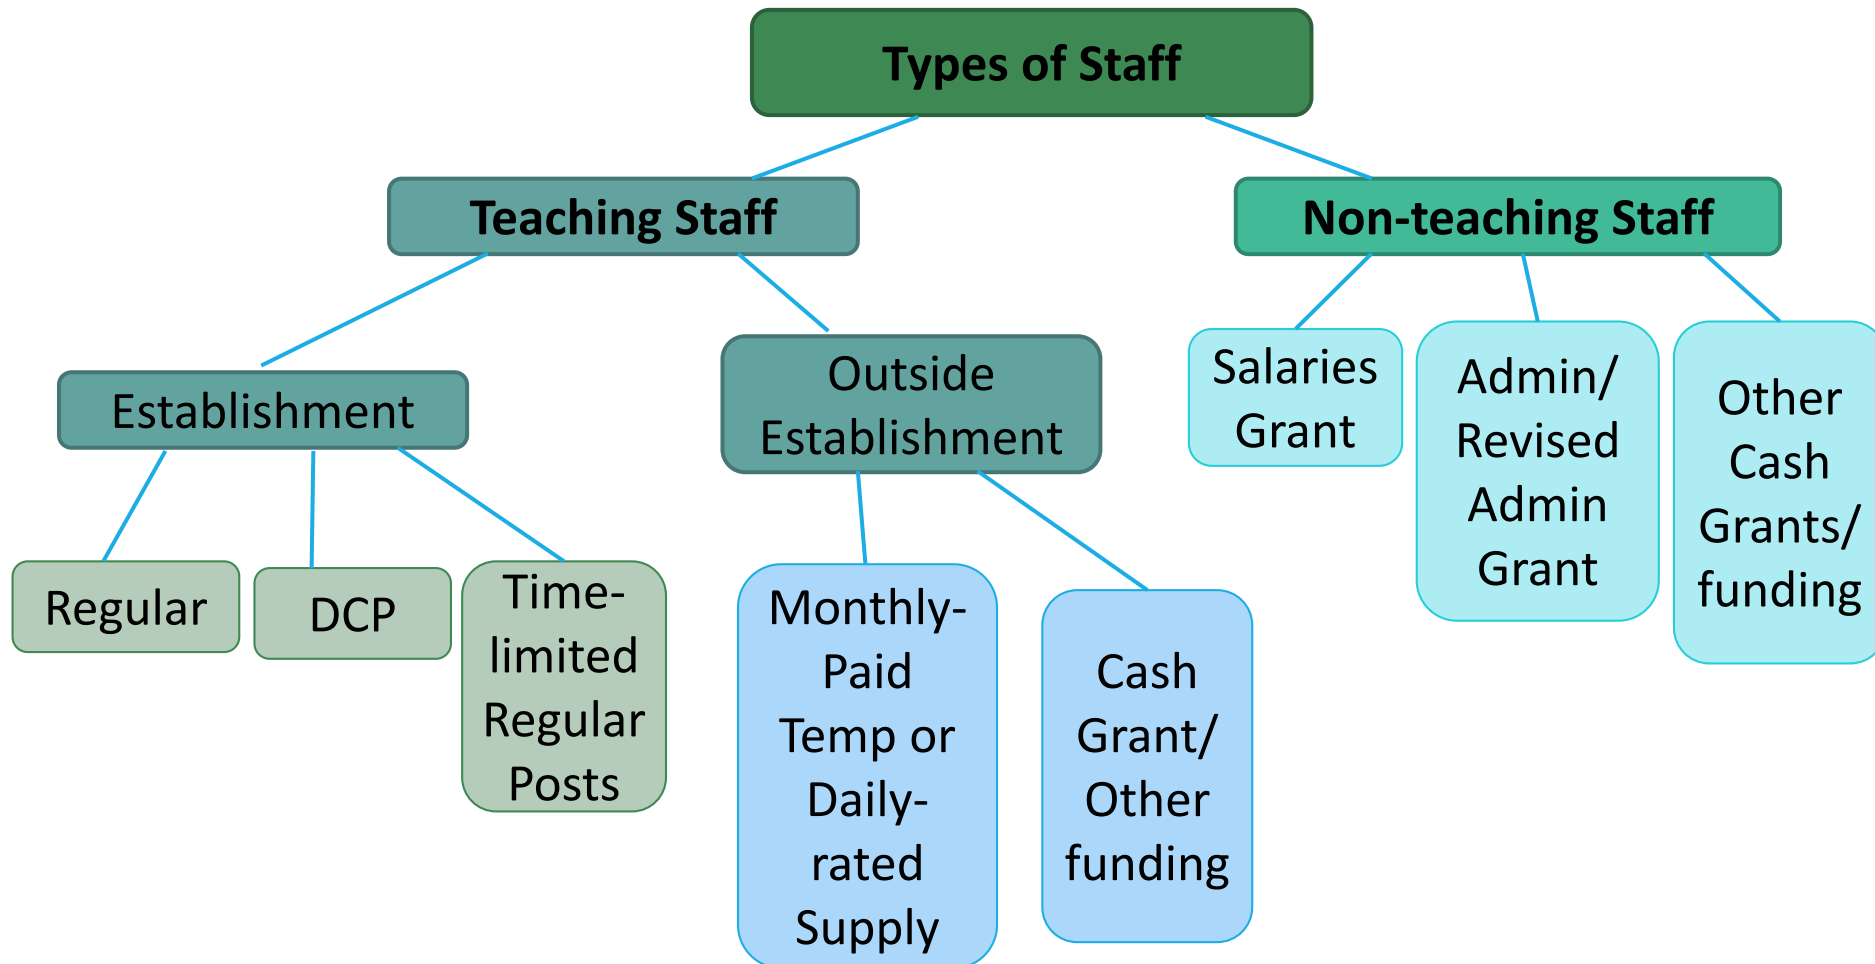 Types of Staff
Teaching Staff
Non-teaching Staff
Establishment
Outside
Establishment
Salaries
Grant
Admin/
Revised
Admin
Grant
Other
Cash
Grants/
funding
Regular
DCP
Time-
limited
Regular
Posts
Monthly-
Paid
Temp or
Daily-
rated
Supply
Cash
Grant/
Other
funding